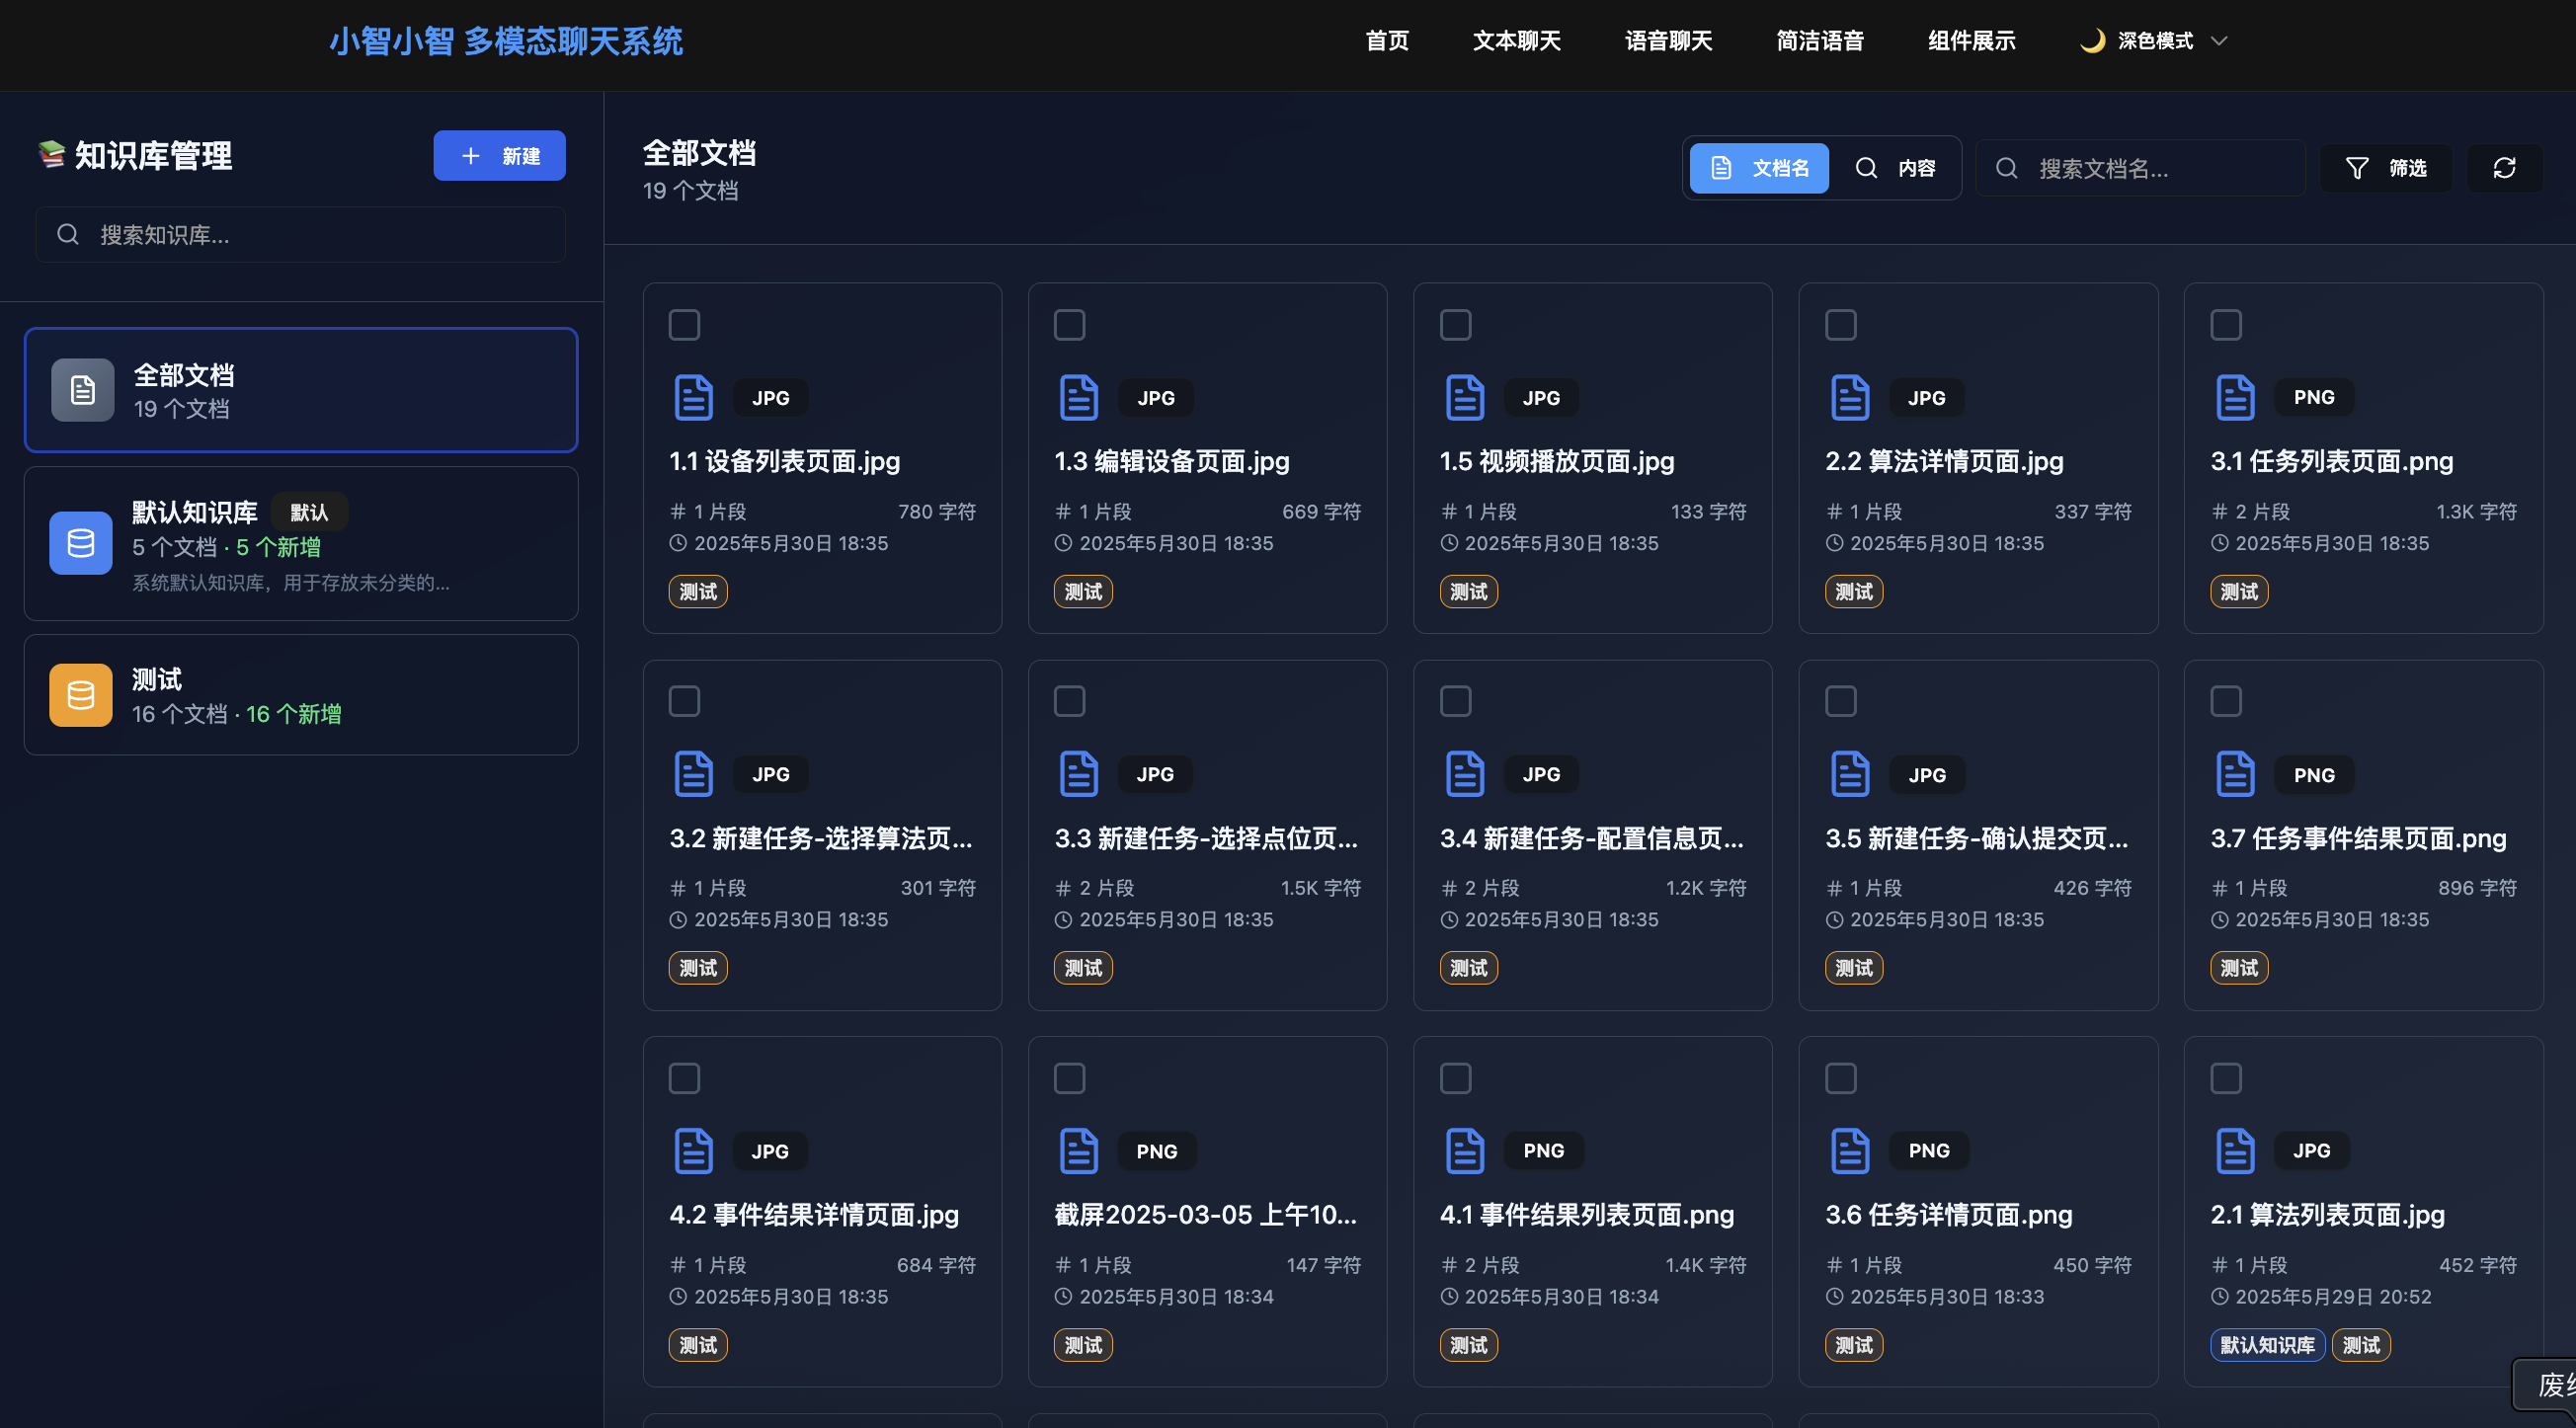 小智小智 多模态聊天系统
首页 文本聊天 语音聊天 简洁语音 组件展示 🌙 深色模式
📚 知识库管理
+ 新建
搜索知识库...
全部文档
19 个文档
默认知识库 默认
5 个文档 · 5 个新增
系统默认知识库，用于存放未分类的...
测试
16 个文档 · 16 个新增
全部文档
19 个文档
文档名 内容 搜索文档名... 筛选
JPG
1.1 设备列表页面.jpg
# 1 片段 780 字符
2025年5月30日 18:35
测试
JPG
1.3 编辑设备页面.jpg
# 1 片段 669 字符
2025年5月30日 18:35
测试
JPG
1.5 视频播放页面.jpg
# 1 片段 133 字符
2025年5月30日 18:35
测试
JPG
2.2 算法详情页面.jpg
# 1 片段 337 字符
2025年5月30日 18:35
测试
PNG
3.1 任务列表页面.png
# 2 片段 1.3K 字符
2025年5月30日 18:35
测试
JPG
3.2 新建任务-选择算法页...
# 1 片段 301 字符
2025年5月30日 18:35
测试
JPG
3.3 新建任务-选择点位页...
# 2 片段 1.5K 字符
2025年5月30日 18:35
测试
JPG
3.4 新建任务-配置信息页...
# 2 片段 1.2K 字符
2025年5月30日 18:35
测试
JPG
3.5 新建任务-确认提交页...
# 1 片段 426 字符
2025年5月30日 18:35
测试
PNG
3.7 任务事件结果页面.png
# 1 片段 896 字符
2025年5月30日 18:35
测试
JPG
4.2 事件结果详情页面.jpg
# 1 片段 684 字符
2025年5月30日 18:35
测试
PNG
截屏2025-03-05 上午10...
# 1 片段 147 字符
2025年5月30日 18:34
测试
PNG
4.1 事件结果列表页面.png
# 2 片段 1.4K 字符
2025年5月30日 18:34
测试
PNG
3.6 任务详情页面.png
# 1 片段 450 字符
2025年5月30日 18:33
测试
JPG
2.1 算法列表页面.jpg
# 1 片段 452 字符
2025年5月29日 20:52
默认知识库 测试
废